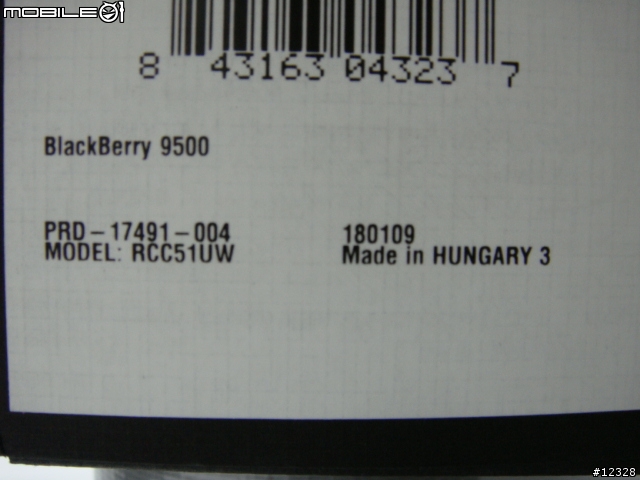 MOBILE01
8 43163 04323 7
BlackBerry 9500
PRD-17491-004
MODEL: RCC51UW
180109
Made in HUNGARY 3
#12328